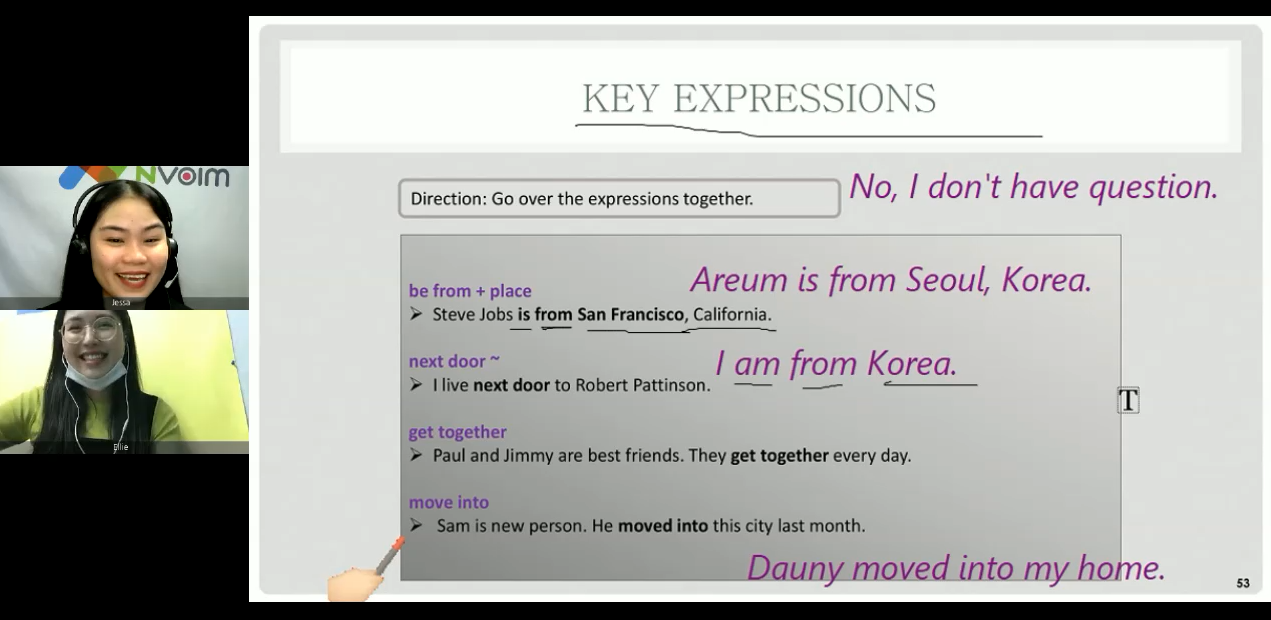 KEY EXPRESSIONS
NVOIM
Direction: Go over the expressions together.
No, I don't have question.
be from + place
Areum is from Seoul, Korea.
Steve Jobs is from San Francisco, California.
Jessa
next door ~
I am from Korea.
I live next door to Robert Pattinson.
T
get together
Ellie
Paul and Jimmy are best friends. They get together every day.
move into
Sam is new person. He moved into this city last month.
Dauny moved into my home.
53